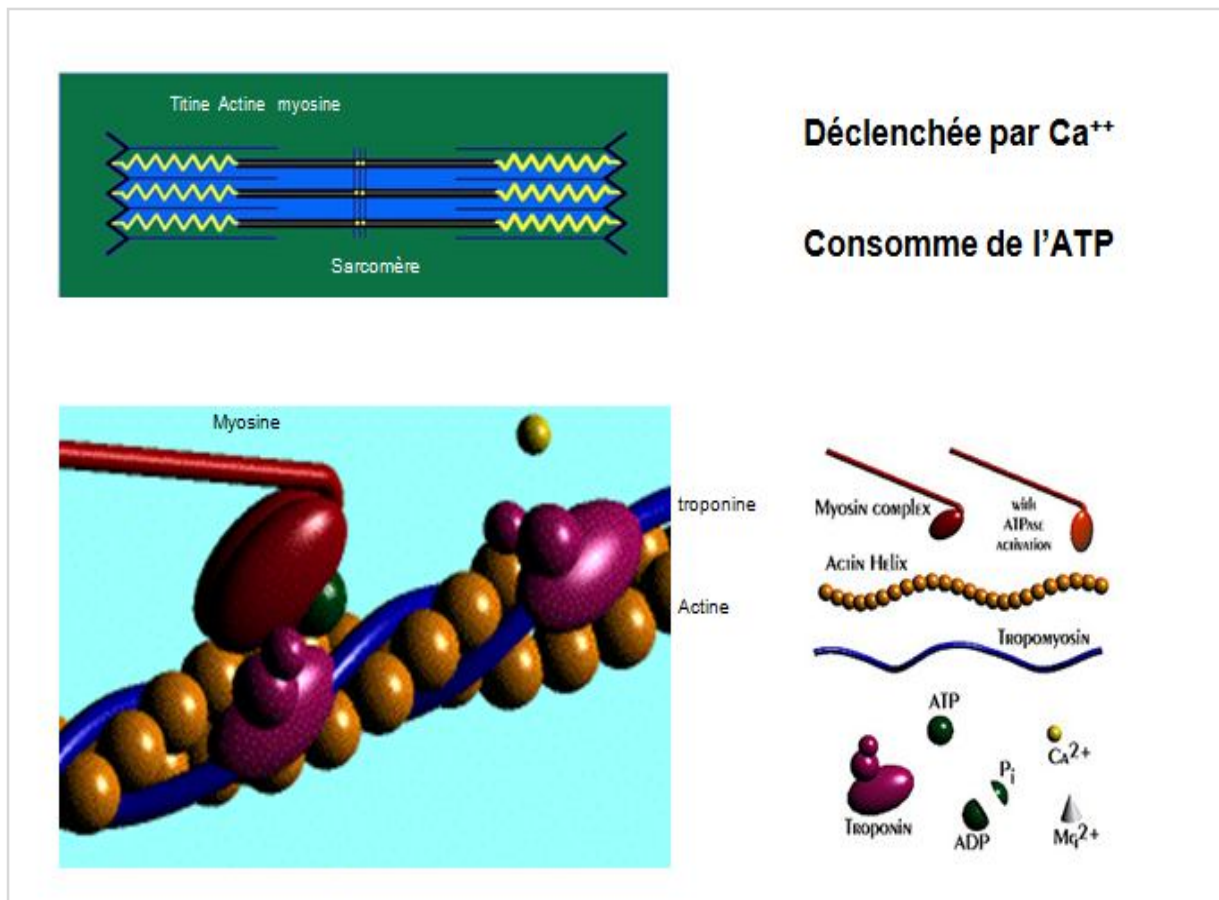 Titine Actine myosine
Sarcomère
Déclenchée par Ca⁺⁺
Consomme de l'ATP
Myosine
troponine
Actine
Myosin complex
with
ATPase
activation
Actin Helix
Tropomyosin
ATP
Ca2+
Pi
Troponin
ADP
Mg2+